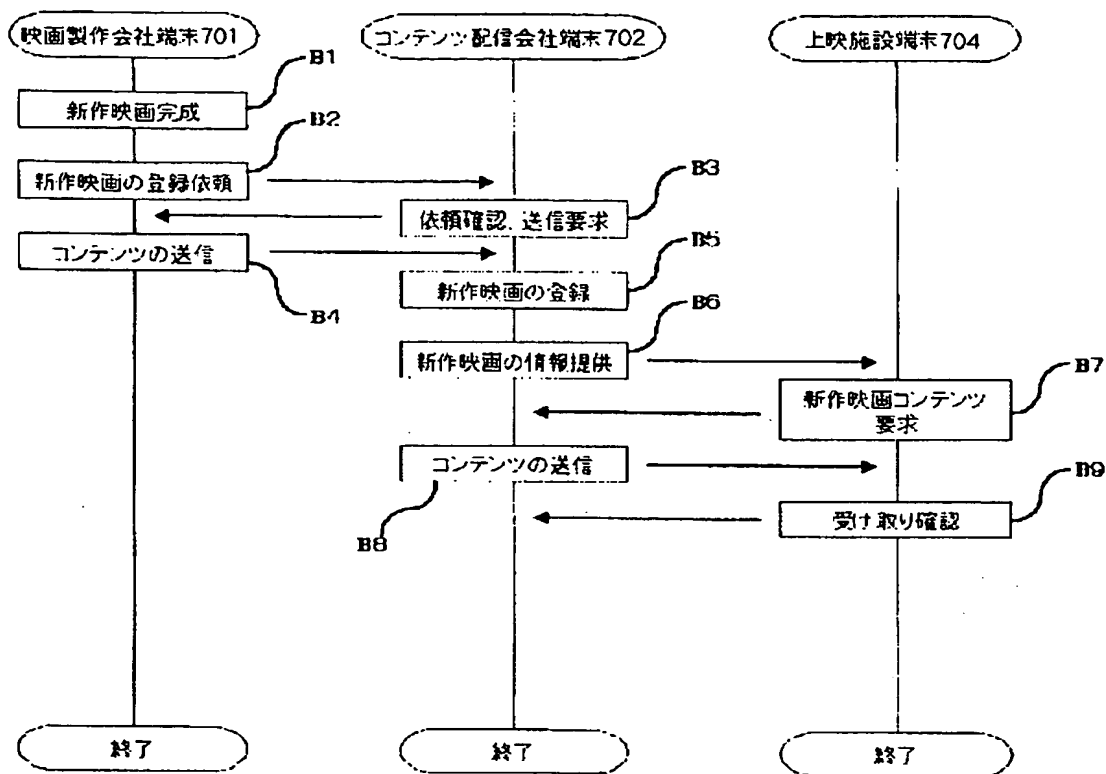 映画製作会社端末701
コンテンツ配信会社端末702
上映施設端末704
B1
新作映画完成
B2
新作映画の登録依頼
B3
依頼確認、送信要求
コンテンツの送信
B4
B5
新作映画の登録
B6
新作映画の情報提供
B7
新作映画コンテンツ
要求
コンテンツの送信
B8
B9
受け取り確認
終了
終了
終了